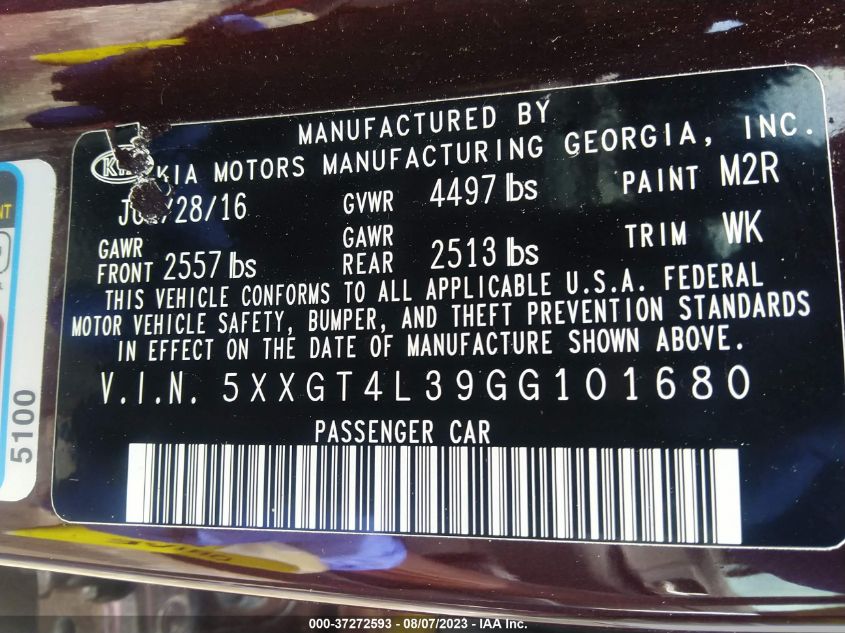 MANUFACTURED BY
KIA MOTORS MANUFACTURING GEORGIA, INC.
/28/16 GVWR 4497 lbs PAINT M2R
GAWR FRONT 2557 lbs GAWR REAR 2513 lbs TRIM WK
THIS VEHICLE CONFORMS TO ALL APPLICABLE U.S.A. FEDERAL
MOTOR VEHICLE SAFETY, BUMPER, AND THEFT PREVENTION STANDARDS
IN EFFECT ON THE DATE OF MANUFACTURE SHOWN ABOVE.
V.I.N. 5XXGT4L39GG101680
PASSENGER CAR
5100
000-37272593 - 08/07/2023 - IAA Inc.